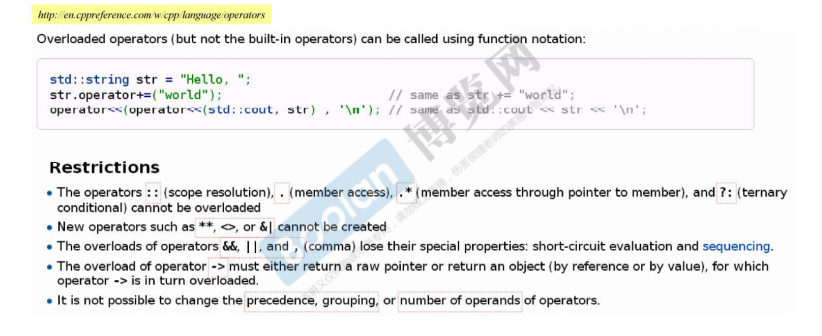 http://en.cppreference.com/w/cpp/language/operators
Overloaded operators (but not the built-in operators) can be called using function notation:
std::string str = "Hello, ";
str.operator+=("world"); // same as str += "world";
operator<<(operator<<(std::cout, str) , '\n'); // same as std::cout << str << '\n';
Restrictions
• The operators :: (scope resolution), . (member access), .* (member access through pointer to member), and ?: (ternary
conditional) cannot be overloaded
• New operators such as **, <>, or &| cannot be created
• The overloads of operators &&, ||, and , (comma) lose their special properties: short-circuit evaluation and sequencing.
• The overload of operator -> must either return a raw pointer or return an object (by reference or by value), for which
operator -> is in turn overloaded.
• It is not possible to change the precedence, grouping, or number of operands of operators.
boolan 博览网